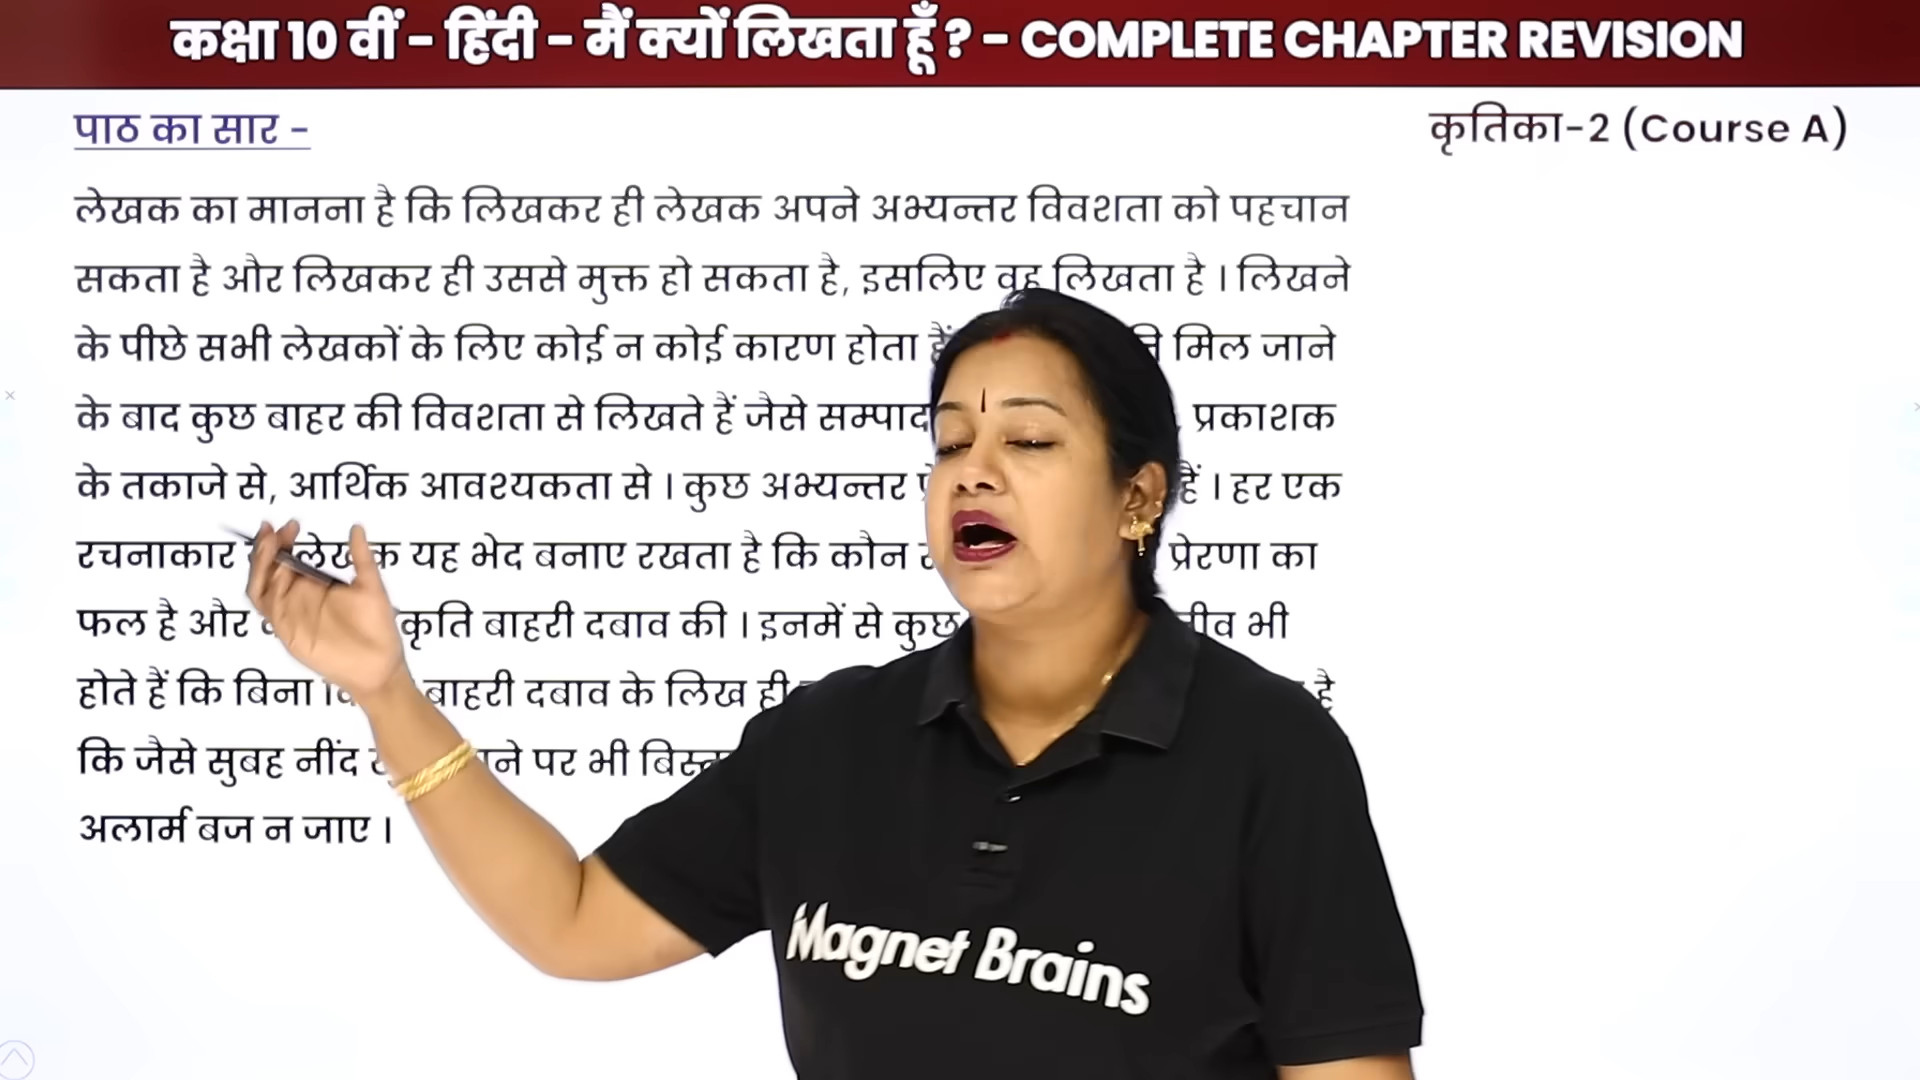 कक्षा 10 वीं - हिंदी - मैं क्यों लिखता हूँ ? - COMPLETE CHAPTER REVISION
पाठ का सार -
कृतिका-2 (Course A)
लेखक का मानना है कि लिखकर ही लेखक अपने अभ्यन्तर विवशता को पहचान
सकता है और लिखकर ही उससे मुक्त हो सकता है, इसलिए वह लिखता है । लिखने
के पीछे सभी लेखकों के लिए कोई न कोई कारण होता मिल जाने
के बाद कुछ बाहर की विवशता से लिखते हैं जैसे प्रकाशक
के तकाजे से, आर्थिक आवश्यकता से । कुछ अभ्यन्तर हैं । हर एक
रचनाकार यह भेद बनाए रखता है कि कौन प्रेरणा का
फल है और कृति बाहरी दबाव की । इनमें से कुछ भी
होते हैं कि बिना बाहरी दबाव के लिख ही है
कि जैसे सुबह नींद पर भी
अलार्म बज न जाए ।
Magnet Brains